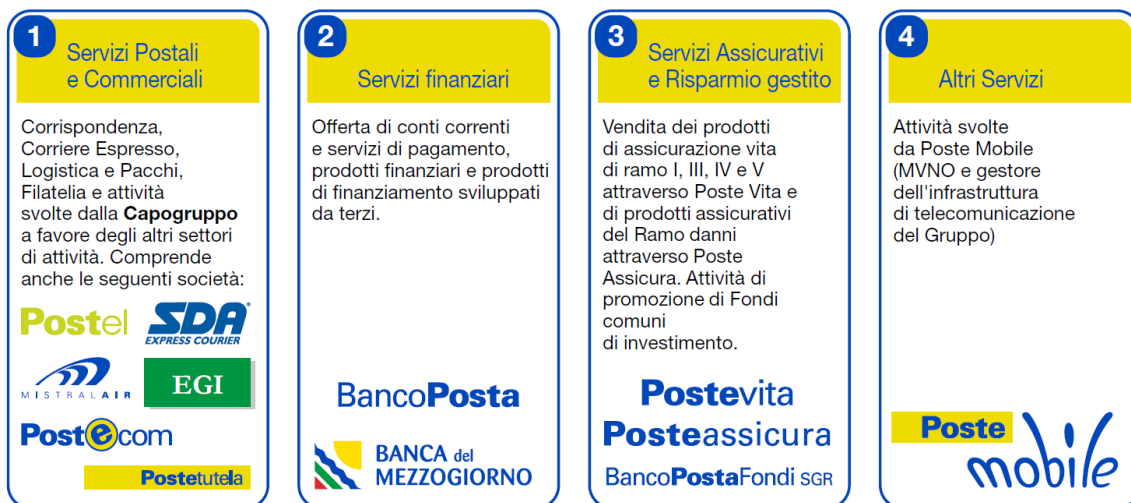 1
Servizi Postali
e Commerciali
Corrispondenza,
Corriere Espresso,
Logistica e Pacchi,
Filatelia e attività
svolte dalla Capogruppo
a favore degli altri settori
di attività. Comprende
anche le seguenti società:
Postel
SDA
EXPRESS COURIER
MISTRALAIR
EGI
Postecom
Postetutela
2
Servizi finanziari
Offerta di conti correnti
e servizi di pagamento,
prodotti finanziari e prodotti
di finanziamento sviluppati
da terzi.
BancoPosta
BANCA del
MEZZOGIORNO
3
Servizi Assicurativi
e Risparmio gestito
Vendita dei prodotti
di assicurazione vita
di ramo I, III, IV e V
attraverso Poste Vita e
di prodotti assicurativi
del Ramo danni
attraverso Poste
Assicura. Attività di
promozione di Fondi
comuni
di investimento.
Postevita
Posteassicura
BancoPostaFondi SGR
4
Altri Servizi
Attività svolte
da Poste Mobile
(MVNO e gestore
dell'infrastruttura
di telecomunicazione
del Gruppo)
Poste
mobile